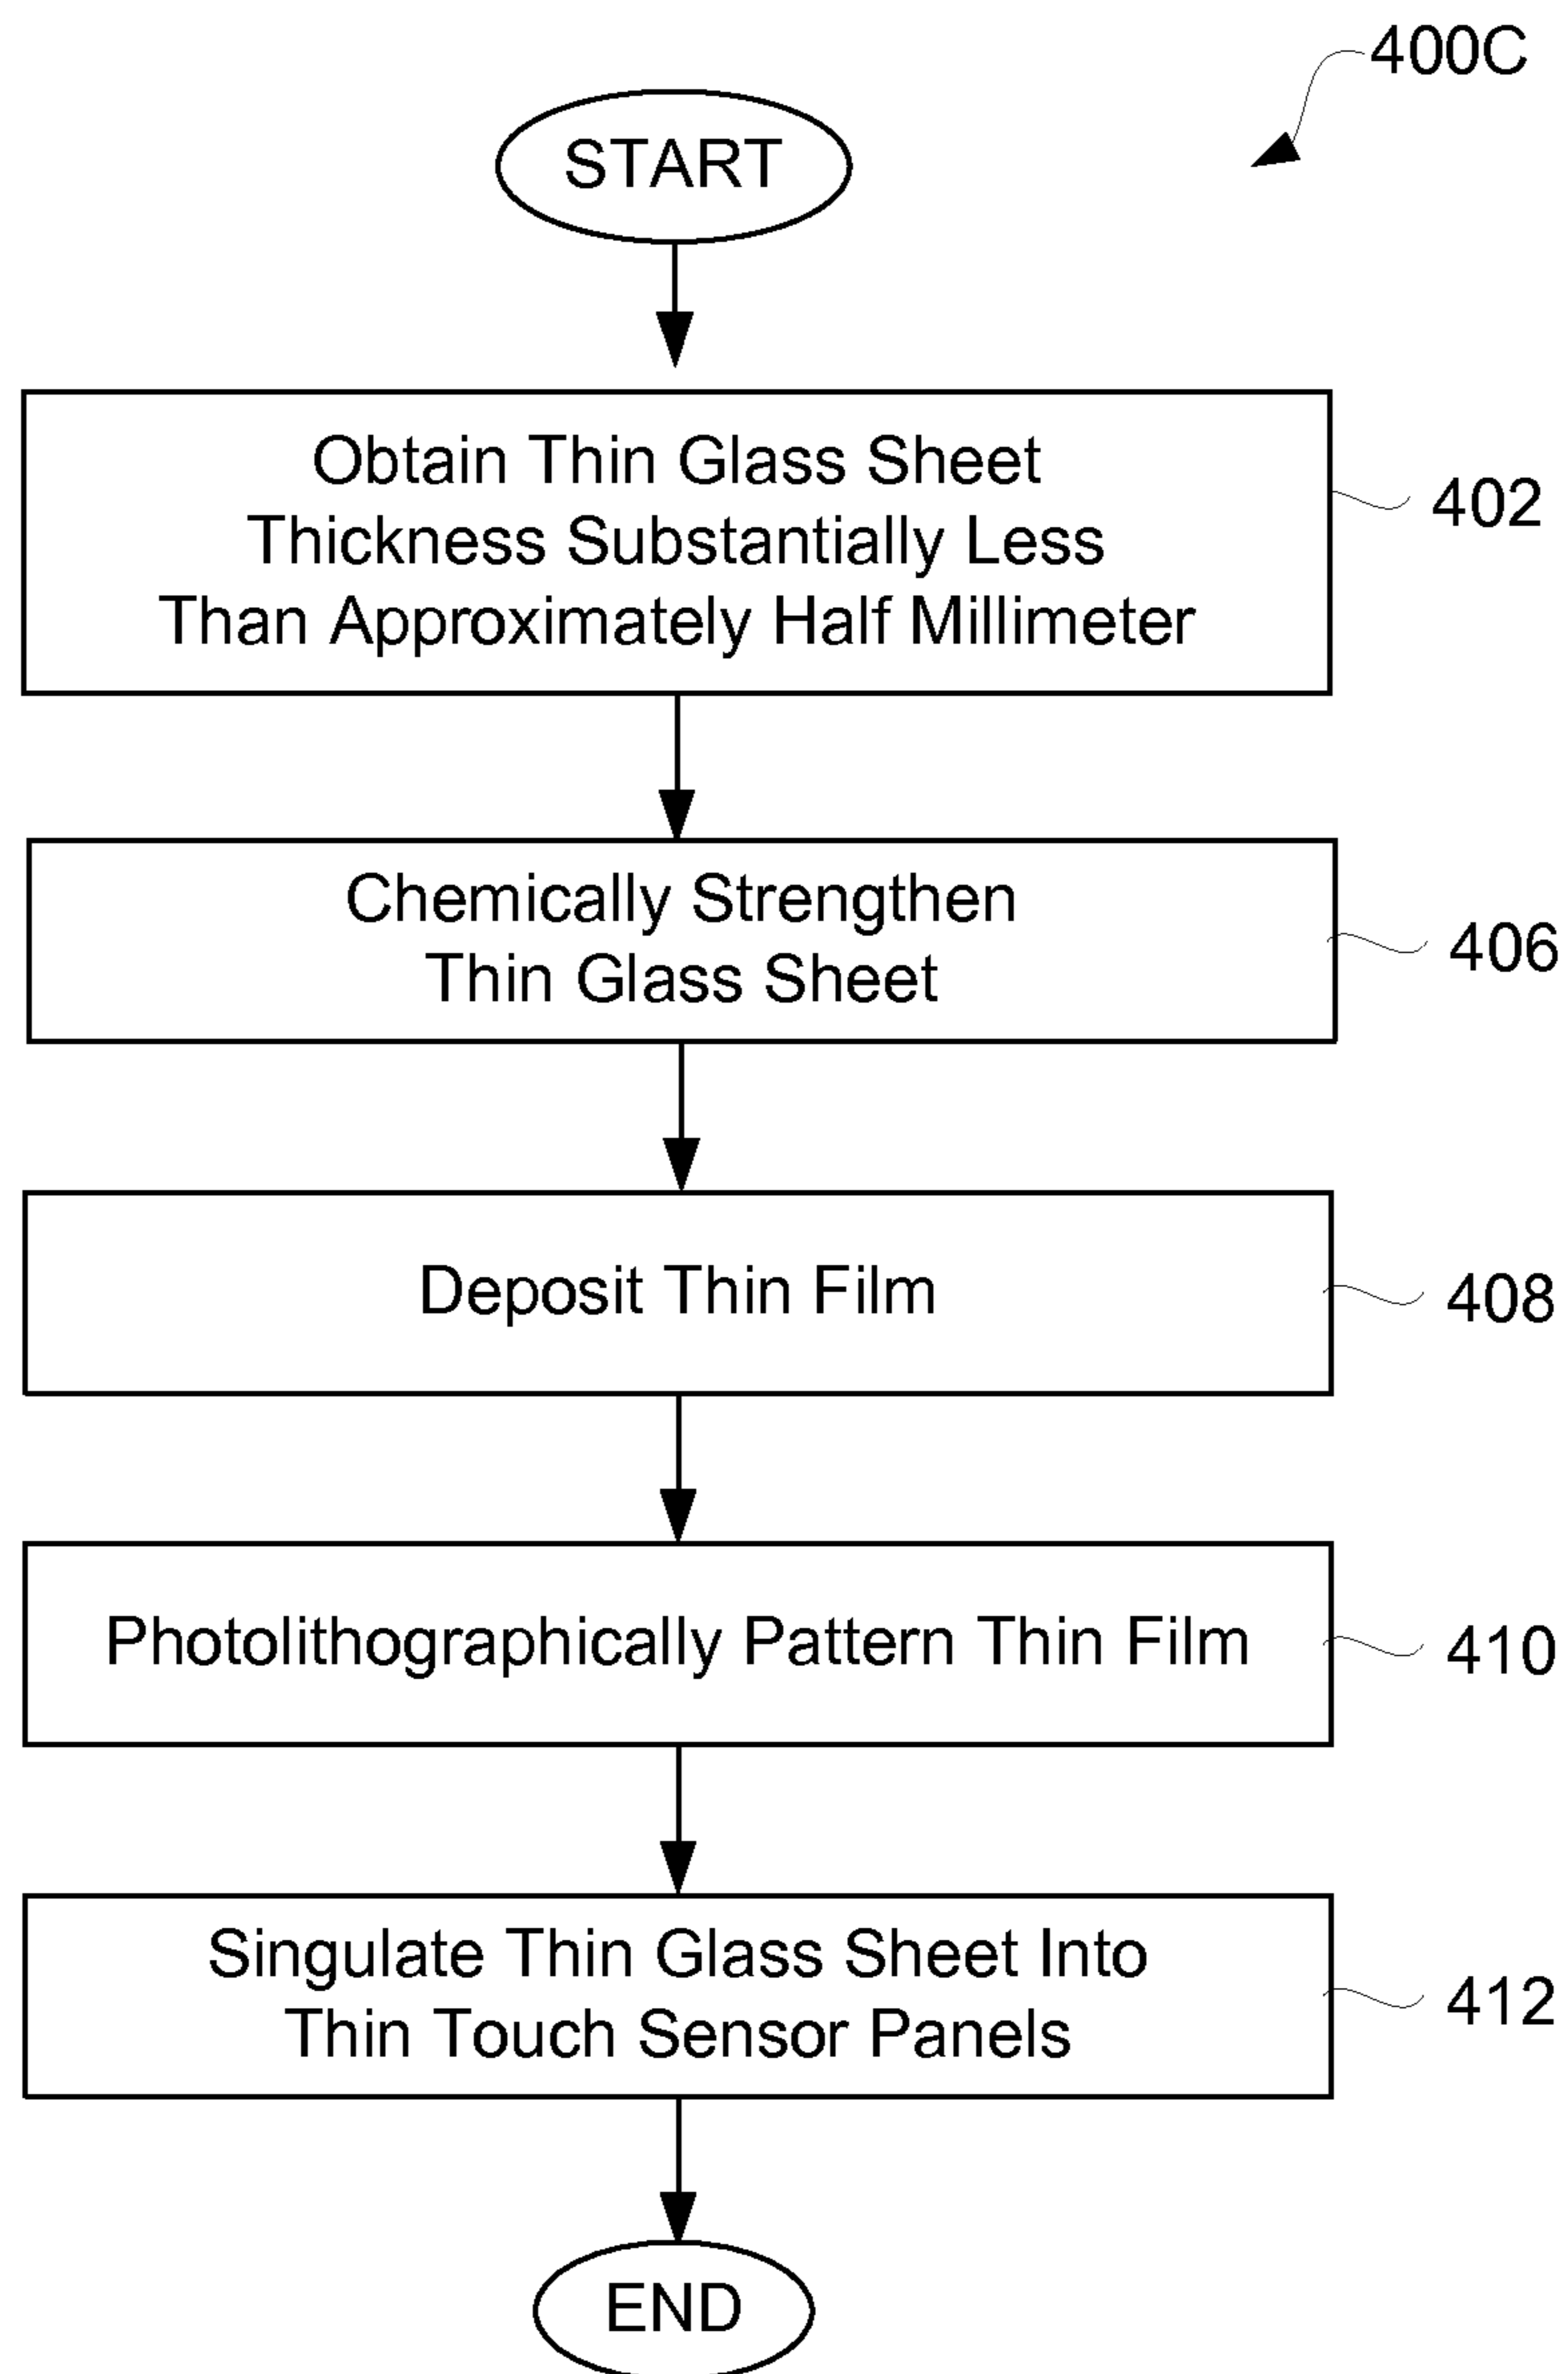 400C
START
Obtain Thin Glass Sheet
Thickness Substantially Less
Than Approximately Half Millimeter
402
Chemically Strengthen
Thin Glass Sheet
406
Deposit Thin Film
408
Photolithographically Pattern Thin Film
410
Singulate Thin Glass Sheet Into
Thin Touch Sensor Panels
412
END